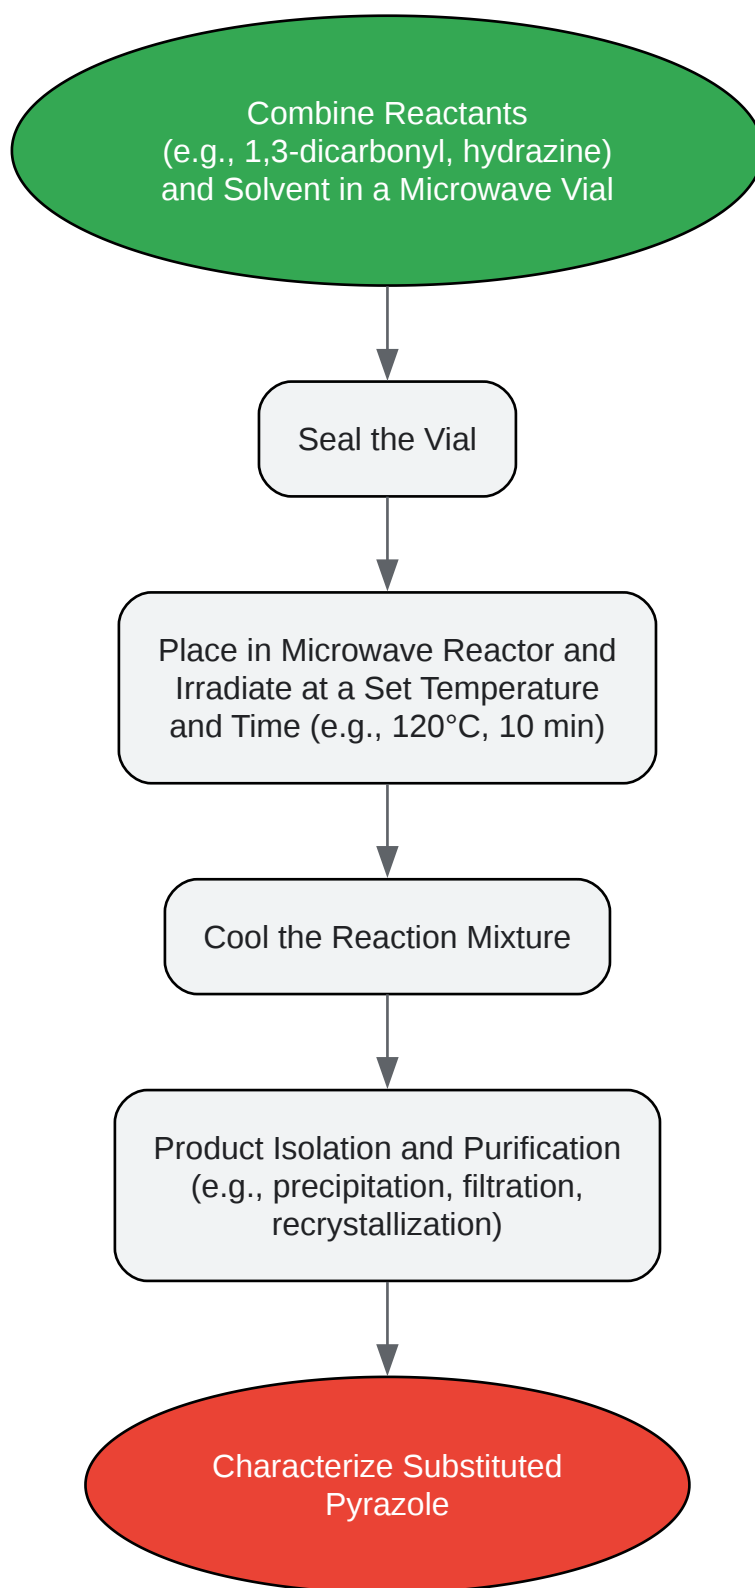 Combine Reactants
(e.g., 1,3-dicarbonyl, hydrazine)
and Solvent in a Microwave Vial
Seal the Vial
Place in Microwave Reactor and
Irradiate at a Set Temperature
and Time (e.g., 120°C, 10 min)
Cool the Reaction Mixture
Product Isolation and Purification
(e.g., precipitation, filtration,
recrystallization)
Characterize Substituted
Pyrazole